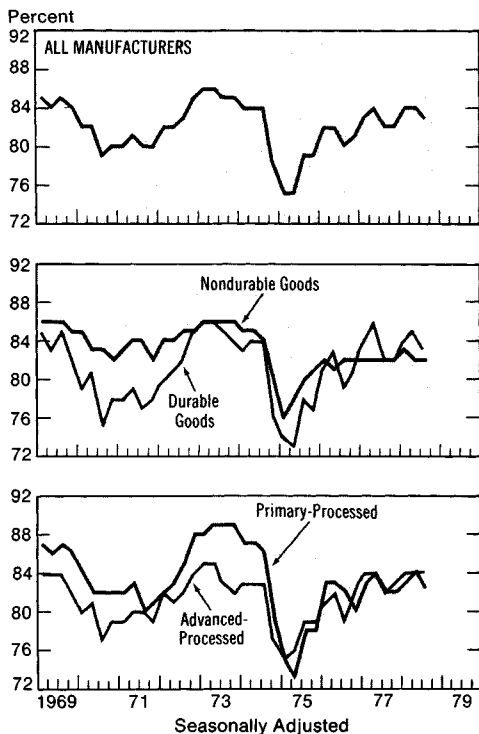 Percent
92
ALL MANUFACTURERS
88
84
80
76
72
92
88
Nondurable Goods
84
80
Durable
Goods
76
72
92
Primary-Processed
88
84
80
Advanced-
Processed
76
72
1969 71 73 75 77 79
Seasonally Adjusted